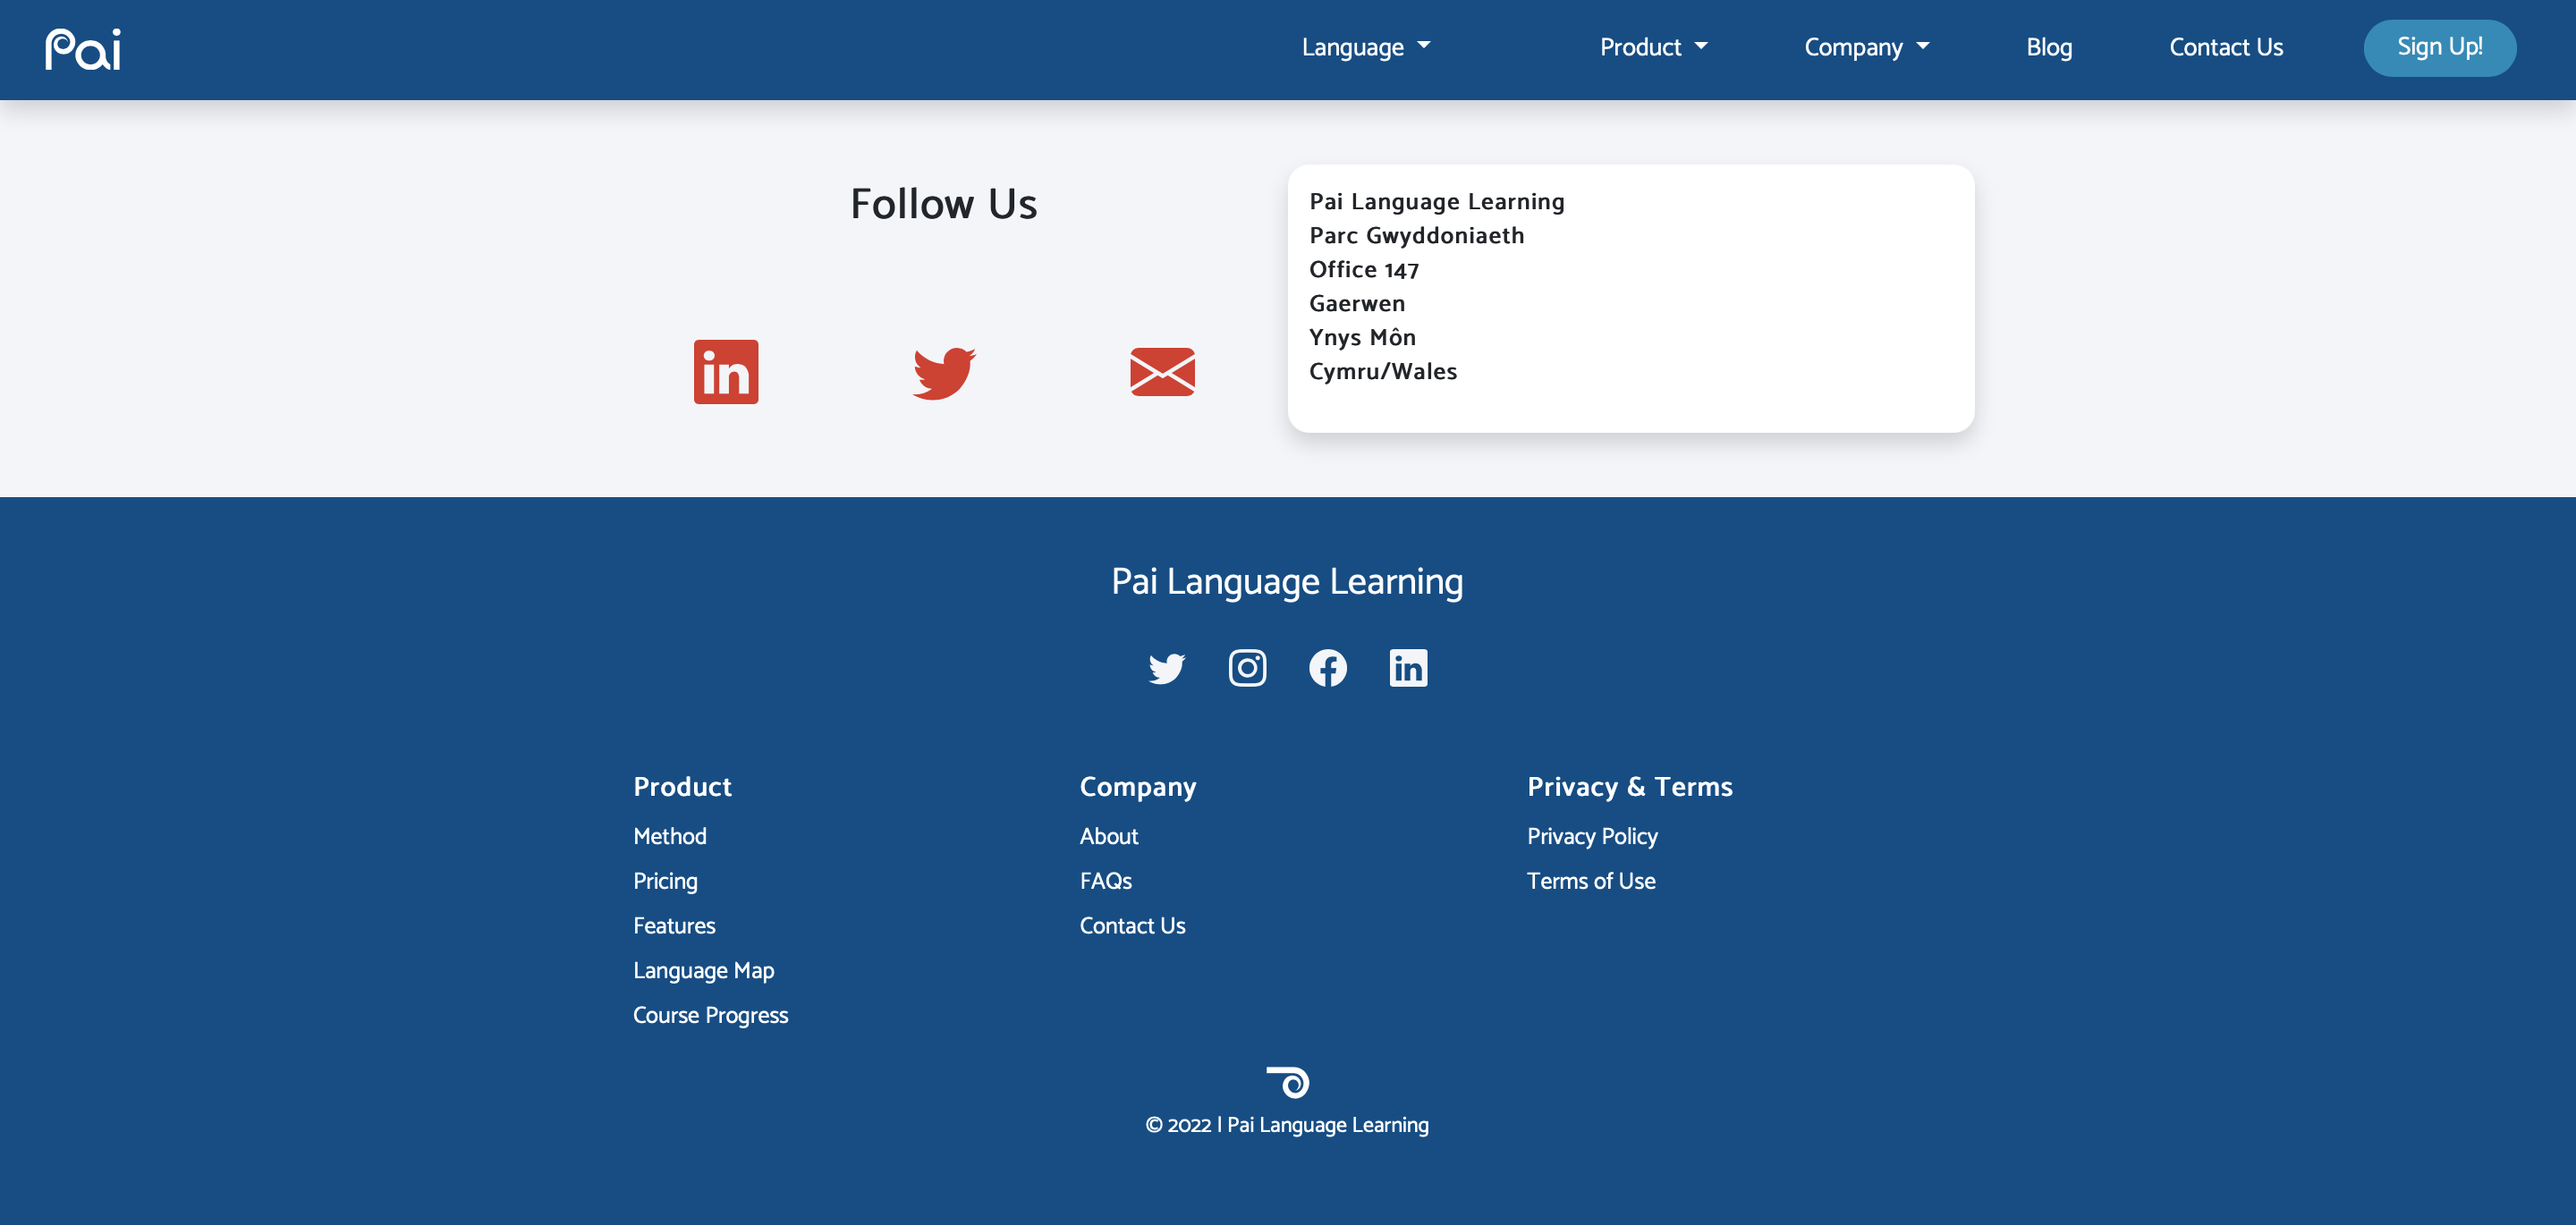 Pai
Language
Product
Company
Blog
Contact Us
Sign Up!
Follow Us
Pai Language Learning
Parc Gwyddoniaeth
Office 147
Gaerwen
Ynys Môn
Cymru/Wales
Pai Language Learning
Product
Method
Pricing
Features
Language Map
Course Progress
Company
About
FAQs
Contact Us
Privacy & Terms
Privacy Policy
Terms of Use
© 2022 | Pai Language Learning